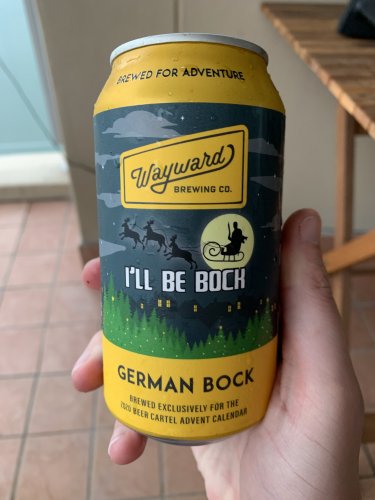 BREWED FOR ADVENTURE
Wayward
BREWING CO.
I'LL BE BOCK
GERMAN BOCK
BREWED EXCLUSIVELY FOR THE
2020 BEER CARTEL ADVENT CALENDAR